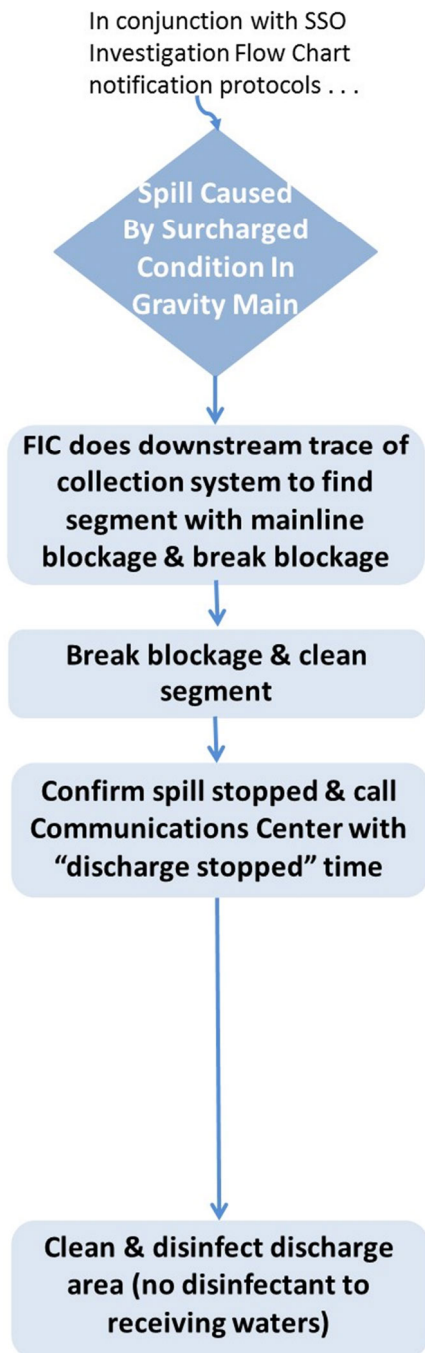 In conjunction with SSO
Investigation Flow Chart
notification protocols . . .
Spill Caused
By Surcharged
Condition In
Gravity Main
FIC does downstream trace of
collection system to find
segment with mainline
blockage & break blockage
Break blockage & clean
segment
Confirm spill stopped & call
Communications Center with
“discharge stopped” time
Clean & disinfect discharge
area (no disinfectant to
receiving waters)